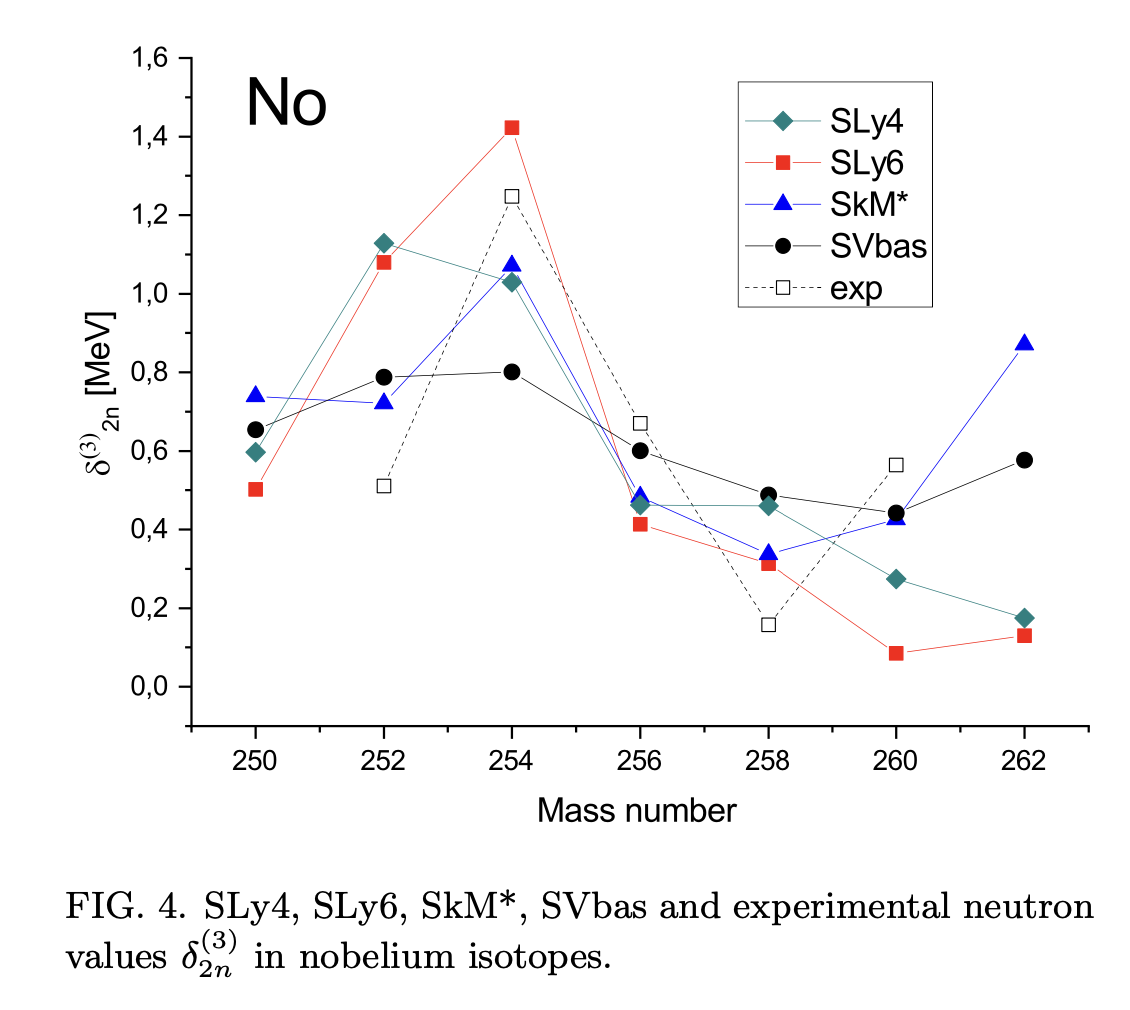 No
1,6
1,4
1,2
1,0
0,8
0,6
0,4
0,2
0,0
δ(3)2n [MeV]
SLy4
SLy6
SkM*
SVbas
exp
250 252 254 256 258 260 262
Mass number
FIG. 4. SLy4, SLy6, SkM*, SVbas and experimental neutron
values δ(3)2n in nobelium isotopes.